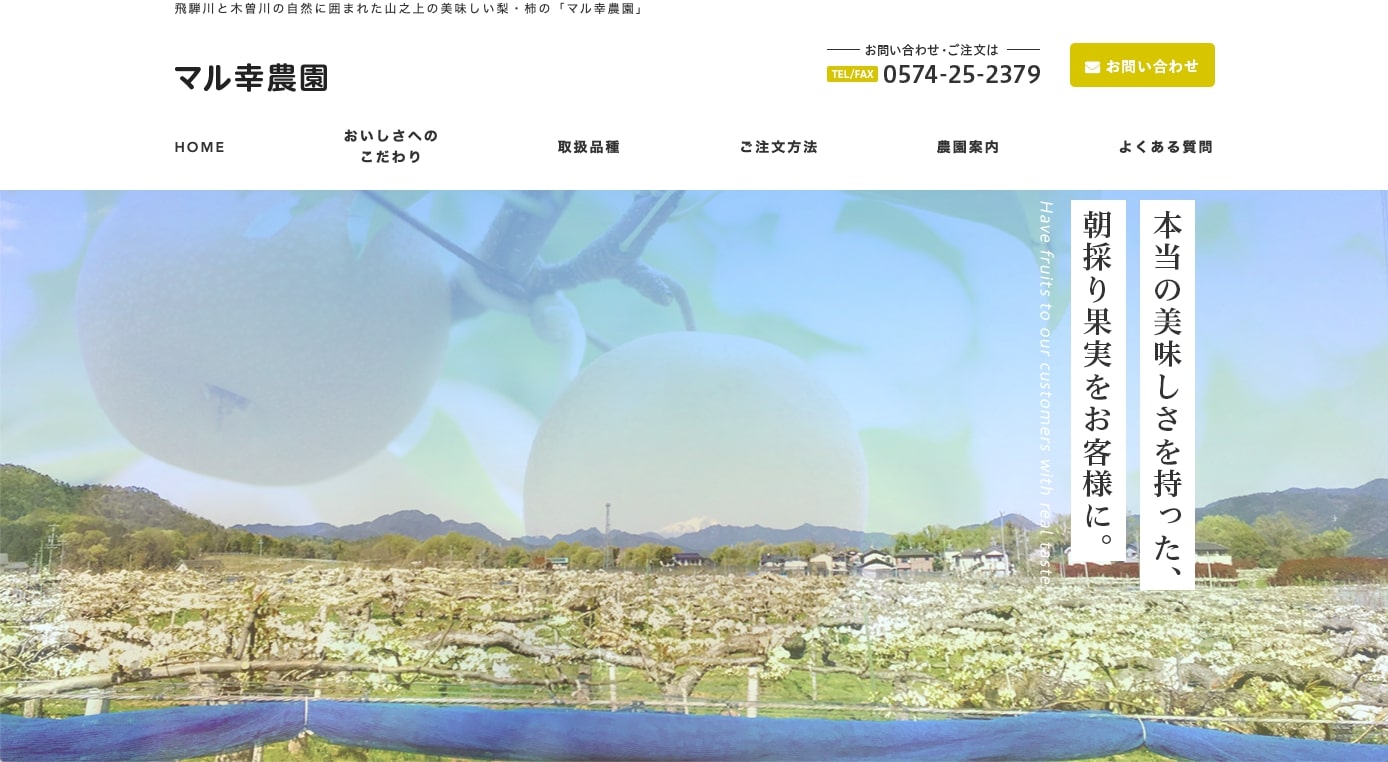 飛騨川と木曽川の自然に囲まれた山之上の美味しい梨・柿の「マル幸農園」
マル幸農園
お問い合わせ・ご注文は
TEL/FAX 0574-25-2379
お問い合わせ
HOME
おいしさへの
こだわり
取扱品種
ご注文方法
農園案内
よくある質問
本当の美味しさを持った、
朝採り果実をお客様に。
Have fruits to our customers with real taste